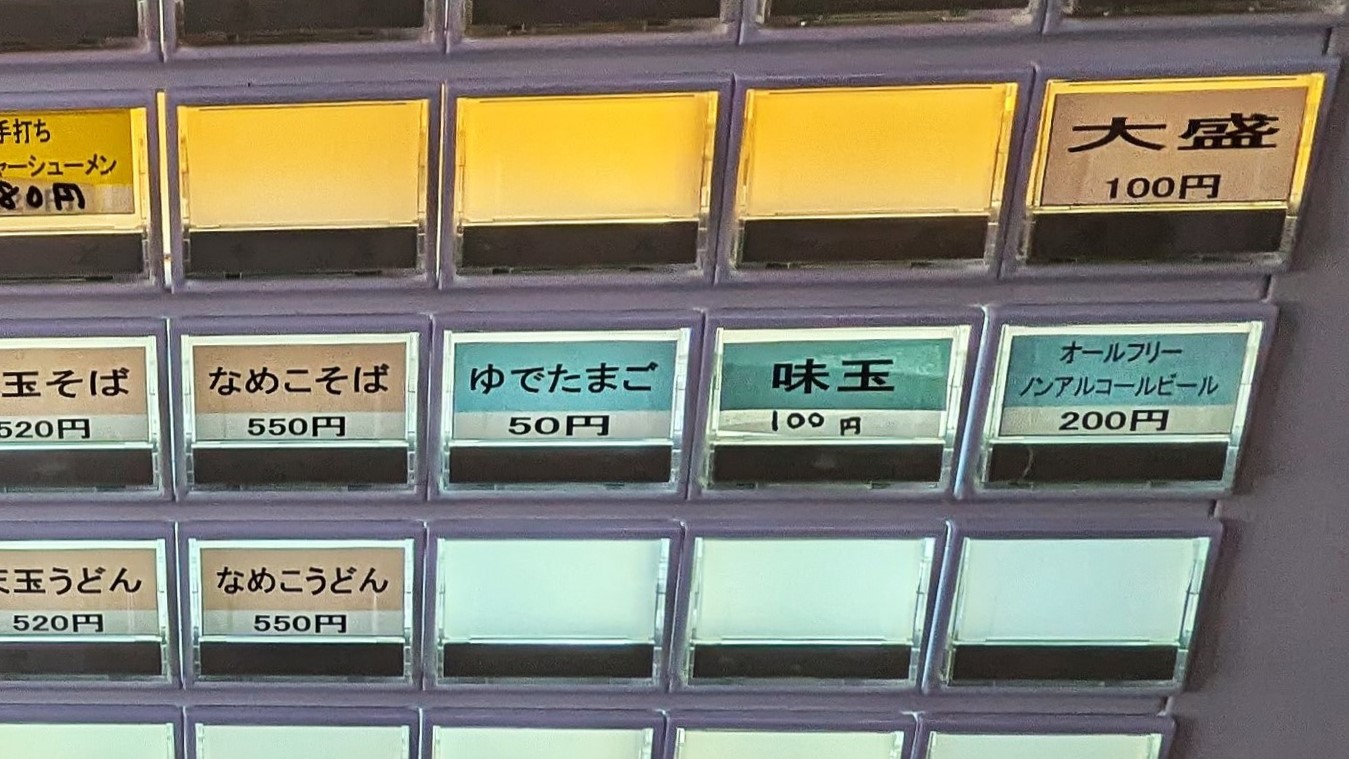 手打ち
ャーシューメン
80円
大盛
100円
玉そば
520円
なめこそば
550円
ゆでたまご
50円
味玉
100円
オールフリー
ノンアルコールビール
200円
天玉うどん
520円
なめこうどん
550円